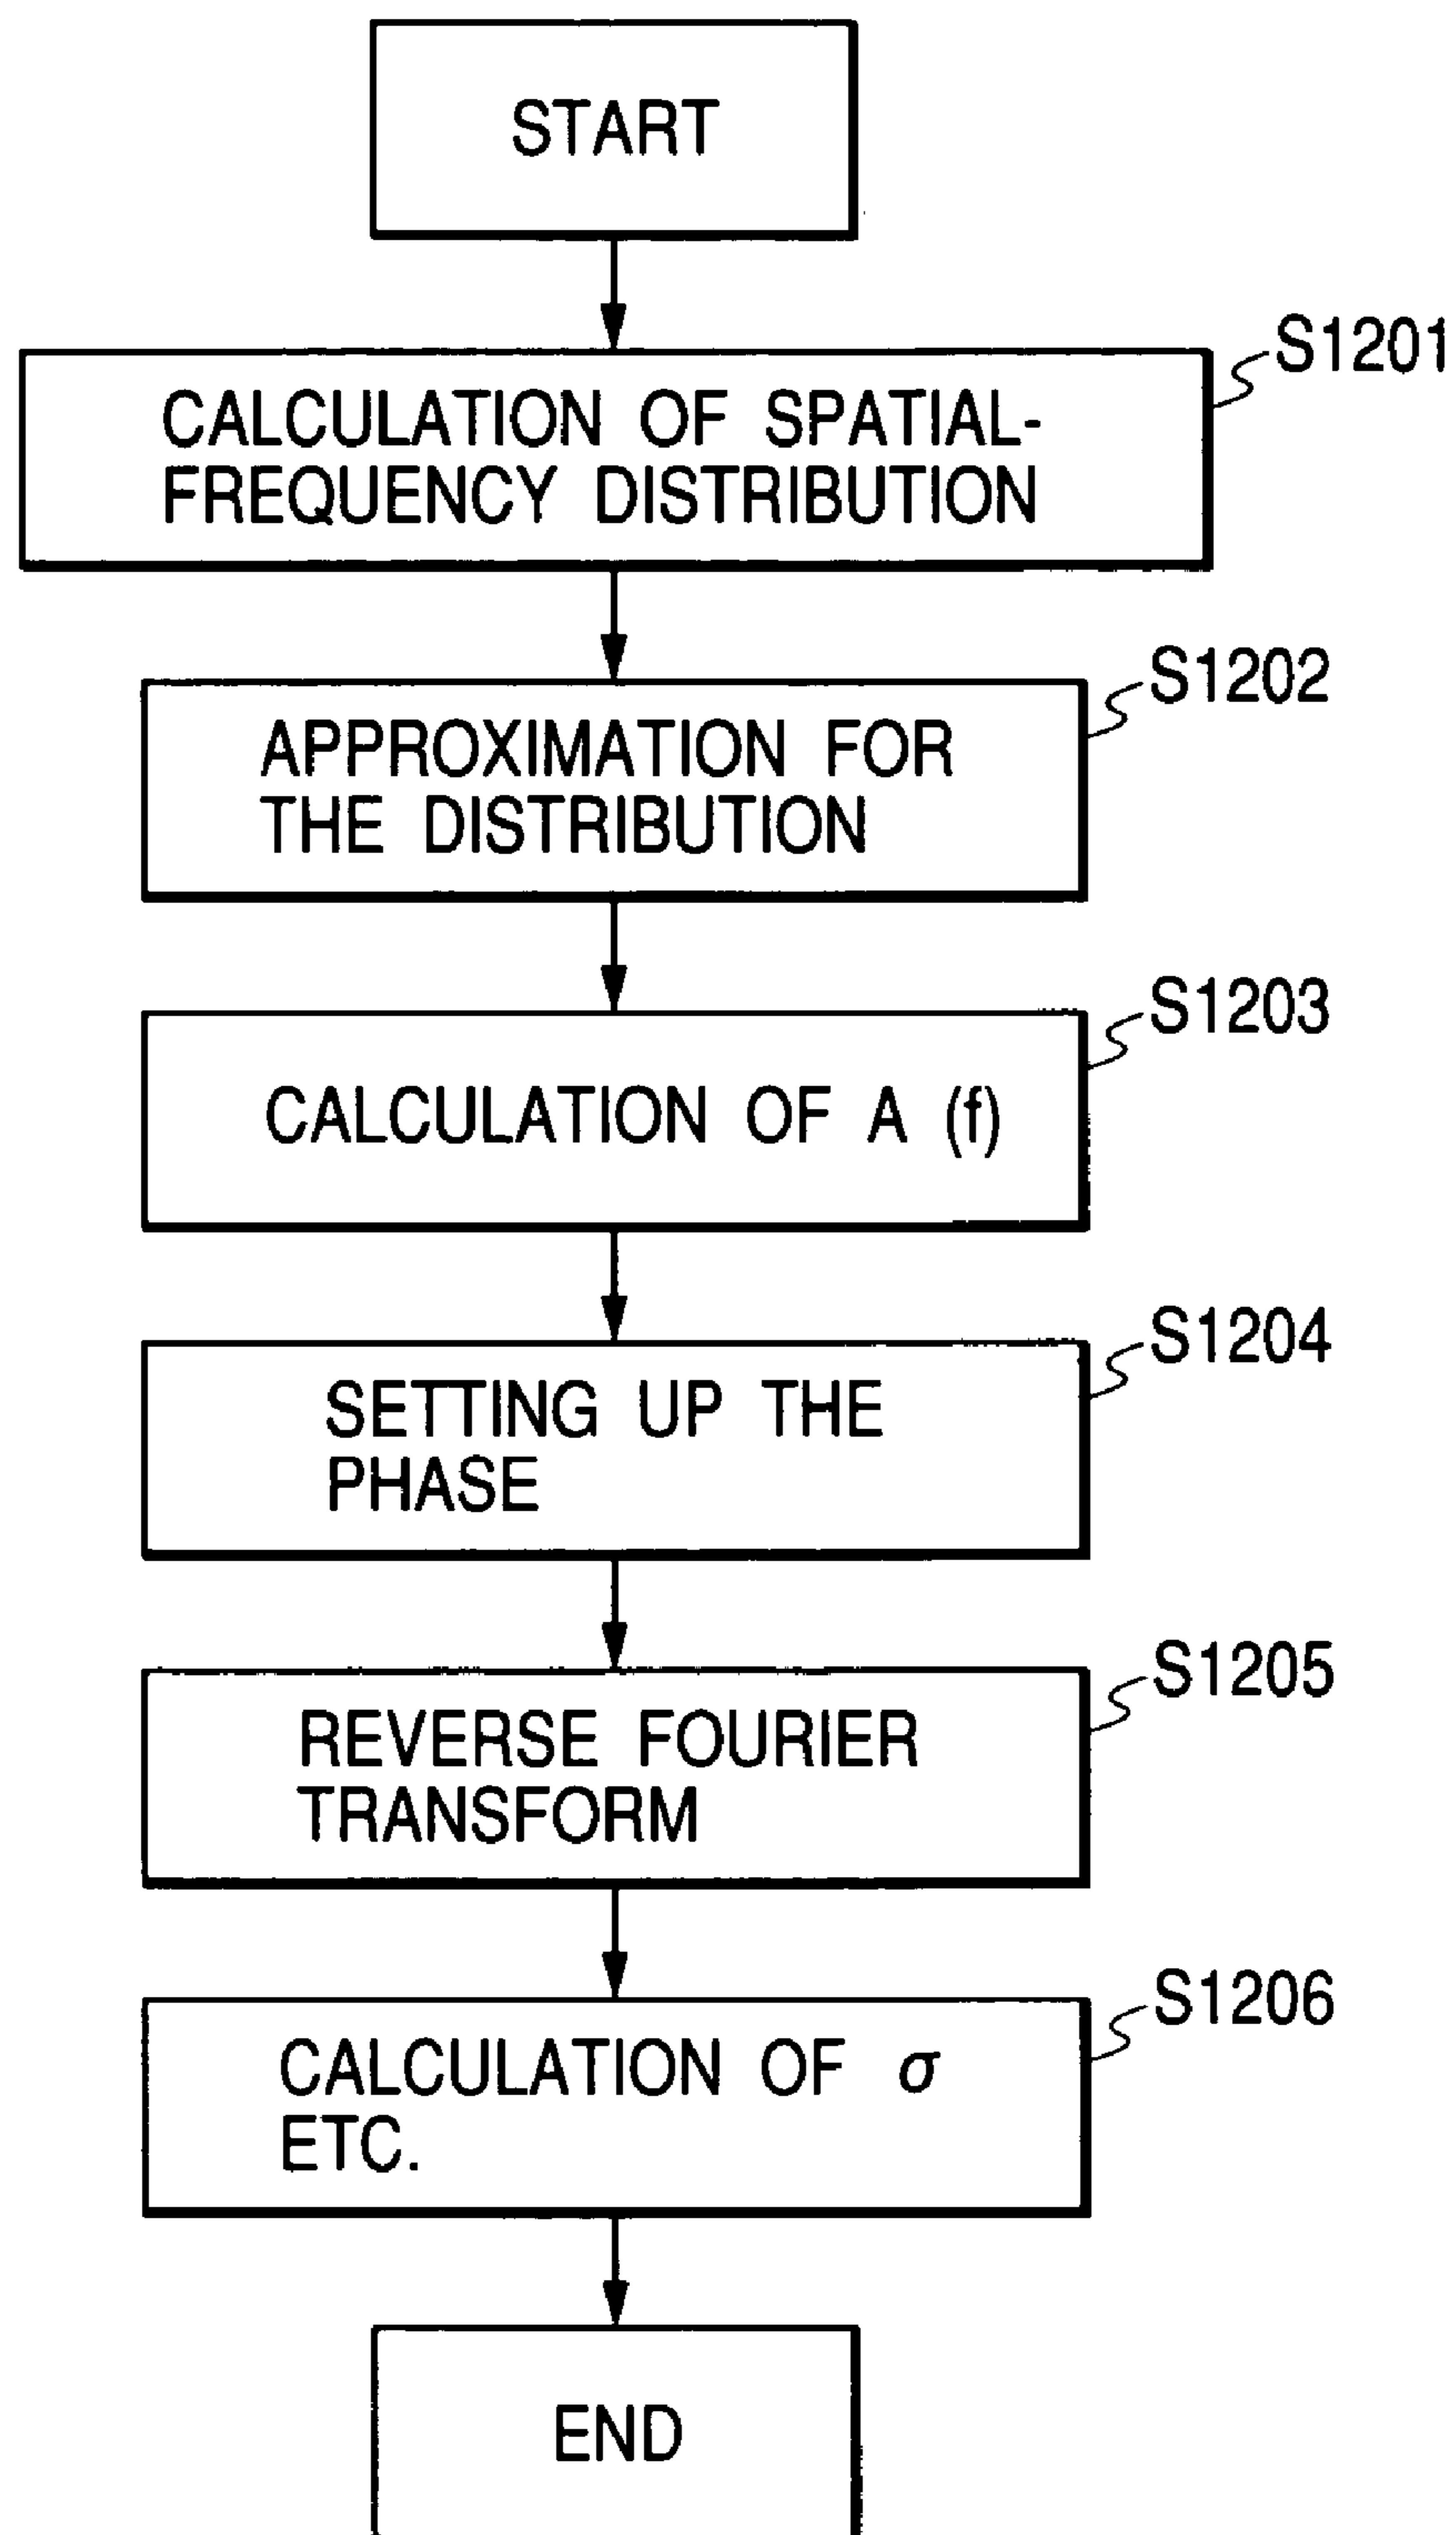 START
S1201
CALCULATION OF SPATIAL-
FREQUENCY DISTRIBUTION
S1202
APPROXIMATION FOR
THE DISTRIBUTION
S1203
CALCULATION OF A (f)
S1204
SETTING UP THE
PHASE
S1205
REVERSE FOURIER
TRANSFORM
S1206
CALCULATION OF σ
ETC.
END